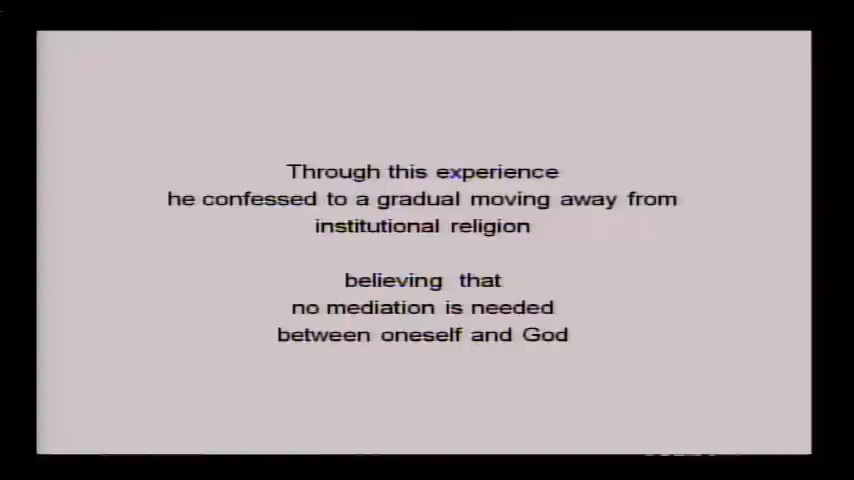 Through this experience
he confessed to a gradual moving away from
institutional religion
believing that
no mediation is needed
between oneself and God